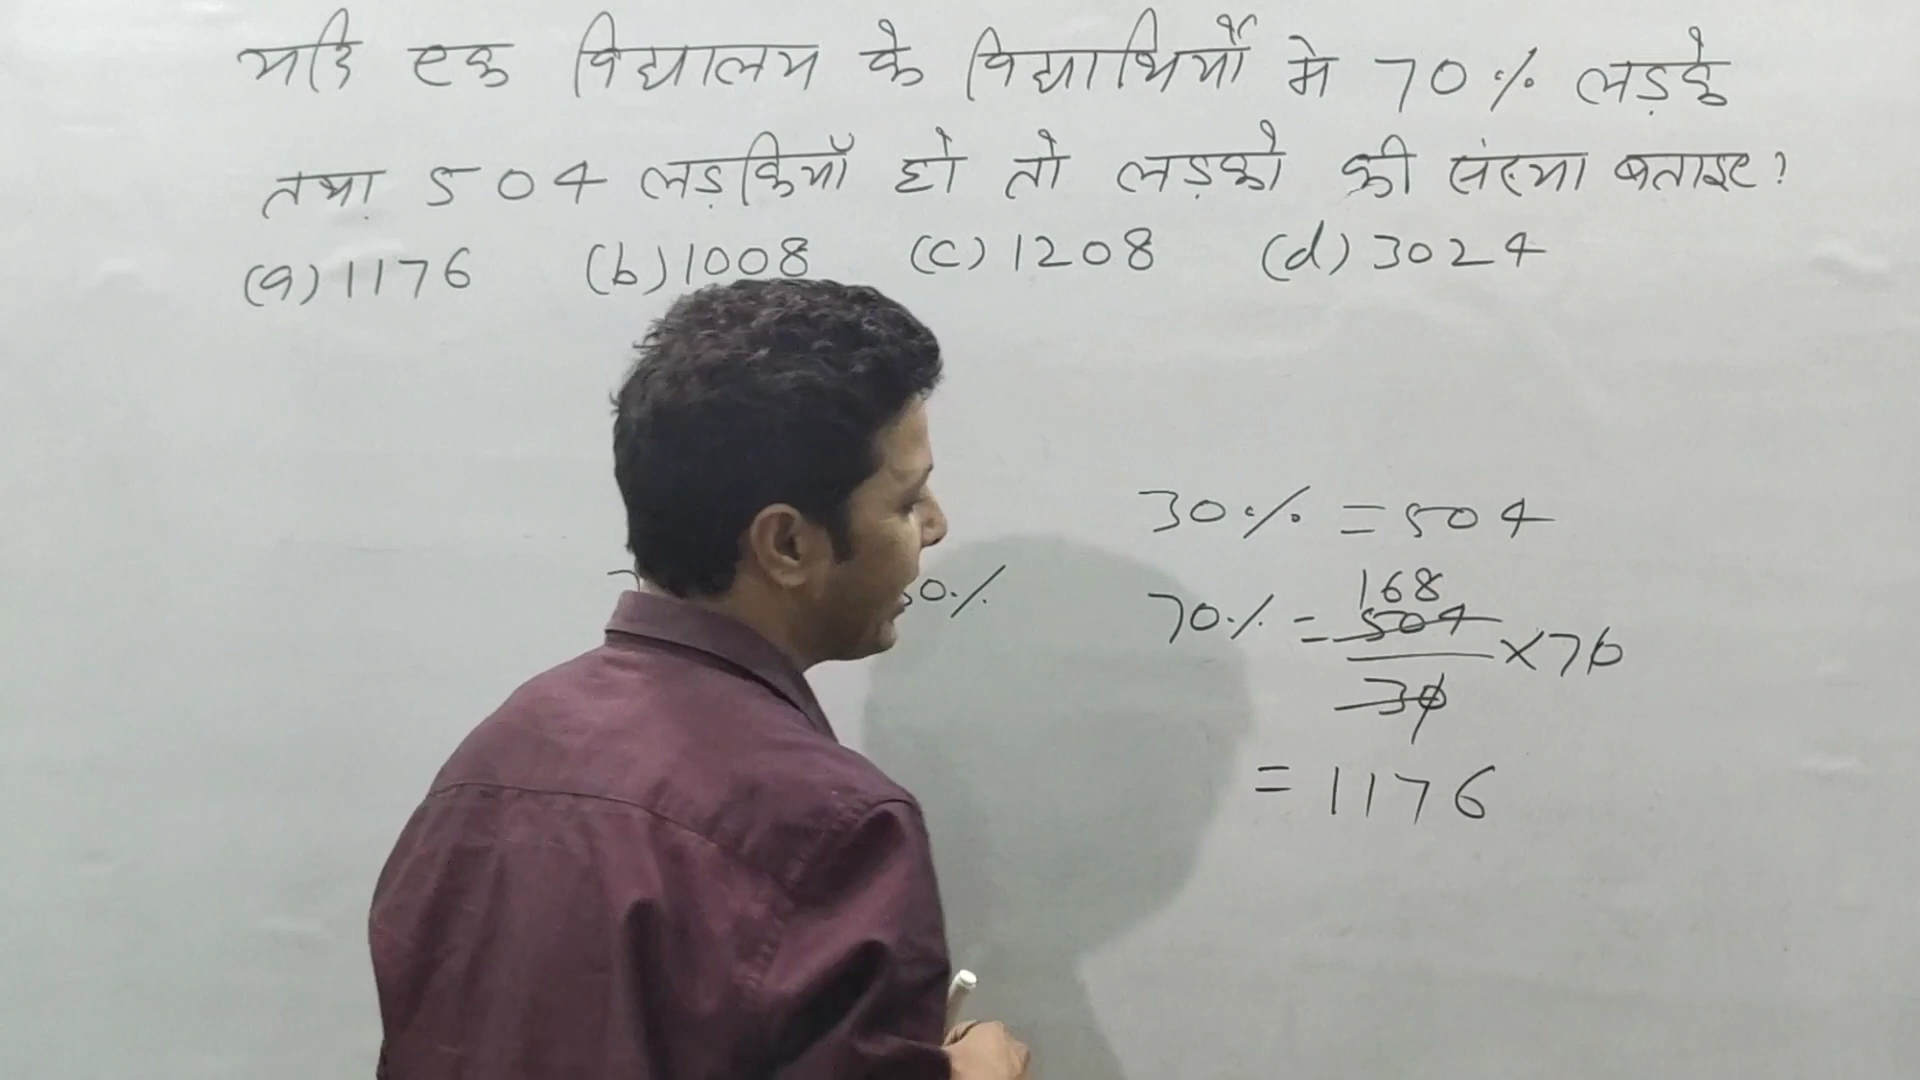 यदि एक विद्यालय के विद्यार्थियों मे 70% लड़के
तथा 504 लड़कियाँ हो तो लड़को की संख्या बताइए?
(a) 1176 (b) 1008 (c) 1208 (d) 3024
30% = 504
168
70% = 504/30 × 70
= 1176
0%